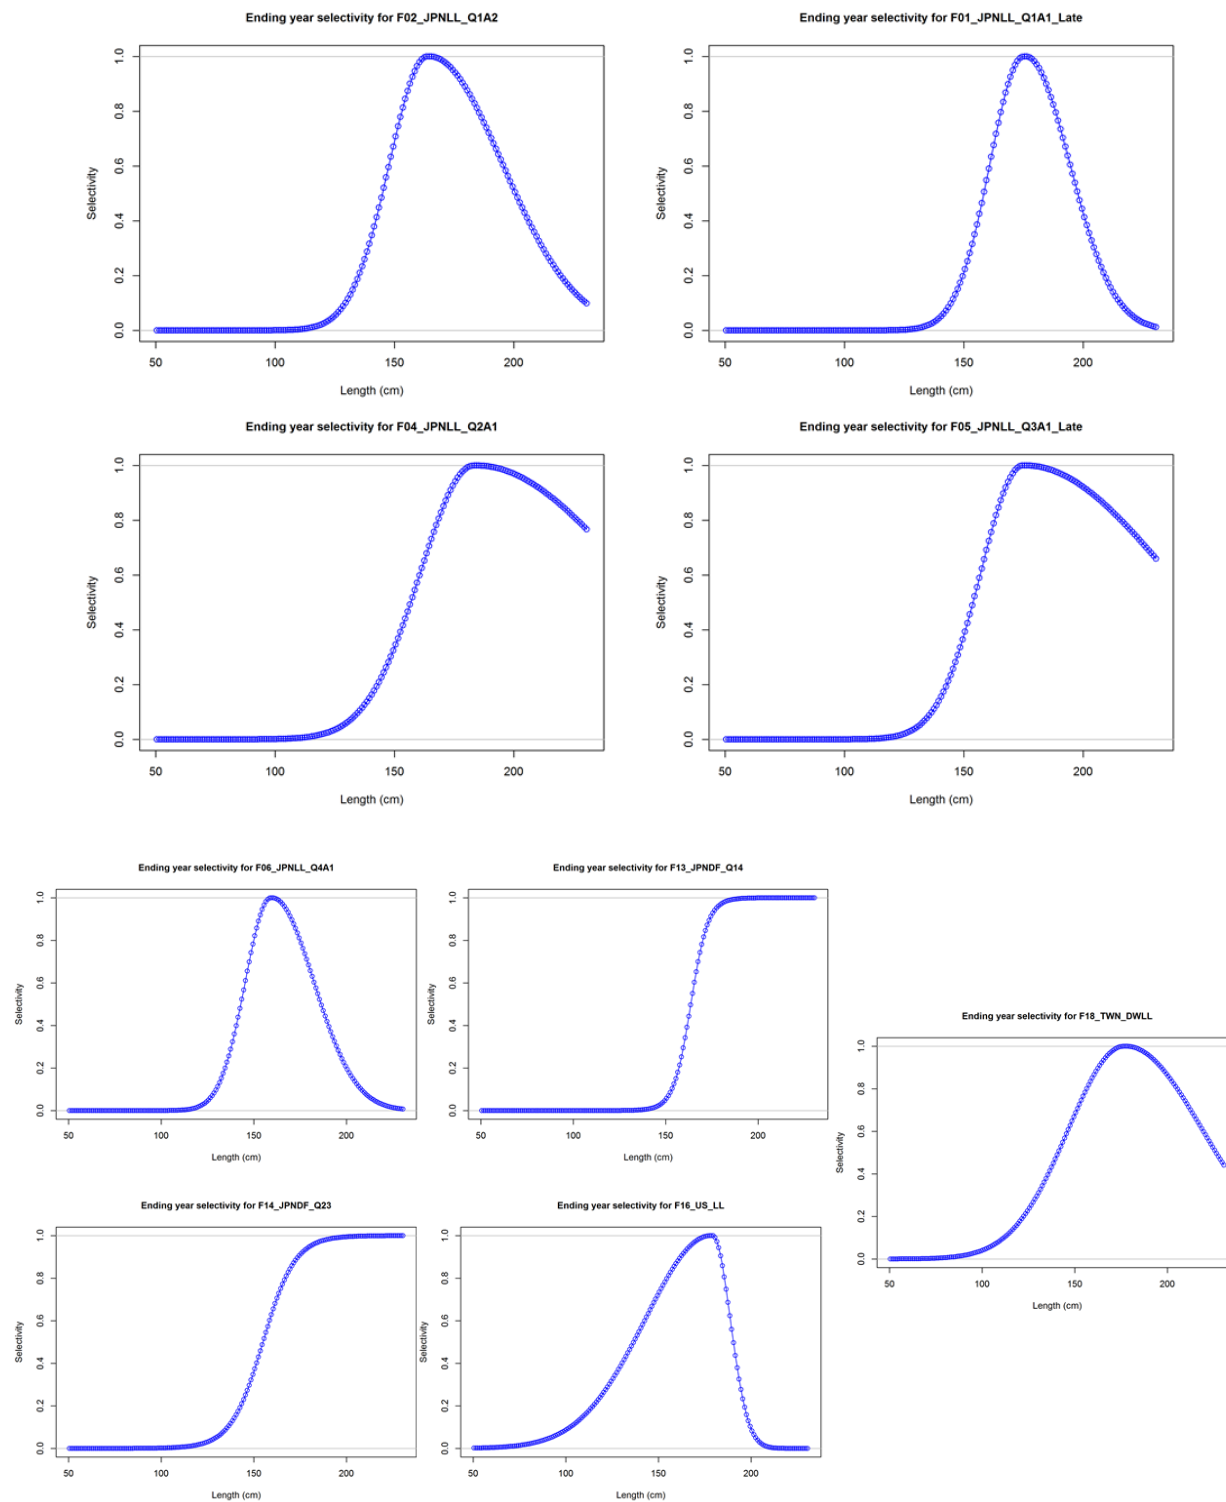 Ending year selectivity for F02_JPNLL_Q1A2
1.0
0.8
0.6
0.4
0.2
0.0
Selectivity
50 100 150 200
Length (cm)
Ending year selectivity for F01_JPNLL_Q1A1_Late
1.0
0.8
0.6
0.4
0.2
0.0
Selectivity
50 100 150 200
Length (cm)
Ending year selectivity for F04_JPNLL_Q2A1
1.0
0.8
0.6
0.4
0.2
0.0
Selectivity
50 100 150 200
Length (cm)
Ending year selectivity for F05_JPNLL_Q3A1_Late
1.0
0.8
0.6
0.4
0.2
0.0
Selectivity
50 100 150 200
Length (cm)
Ending year selectivity for F06_JPNLL_Q4A1
1.0
0.8
0.6
0.4
0.2
0.0
Selectivity
50 100 150 200
Length (cm)
Ending year selectivity for F13_JPNDF_Q14
1.0
0.8
0.6
0.4
0.2
0.0
Selectivity
50 100 150 200
Length (cm)
Ending year selectivity for F18_TWN_DWLL
1.0
0.8
0.6
0.4
0.2
0.0
Selectivity
50 100 150 200
Length (cm)
Ending year selectivity for F14_JPNDF_Q23
1.0
0.8
0.6
0.4
0.2
0.0
Selectivity
50 100 150 200
Length (cm)
Ending year selectivity for F16_US_LL
1.0
0.8
0.6
0.4
0.2
0.0
Selectivity
50 100 150 200
Length (cm)